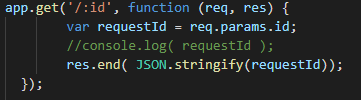 app.get('/:id', function (req, res) {
var requestId = req.params.id;
//console.log( requestId );
res.end( JSON.stringify(requestId));
});